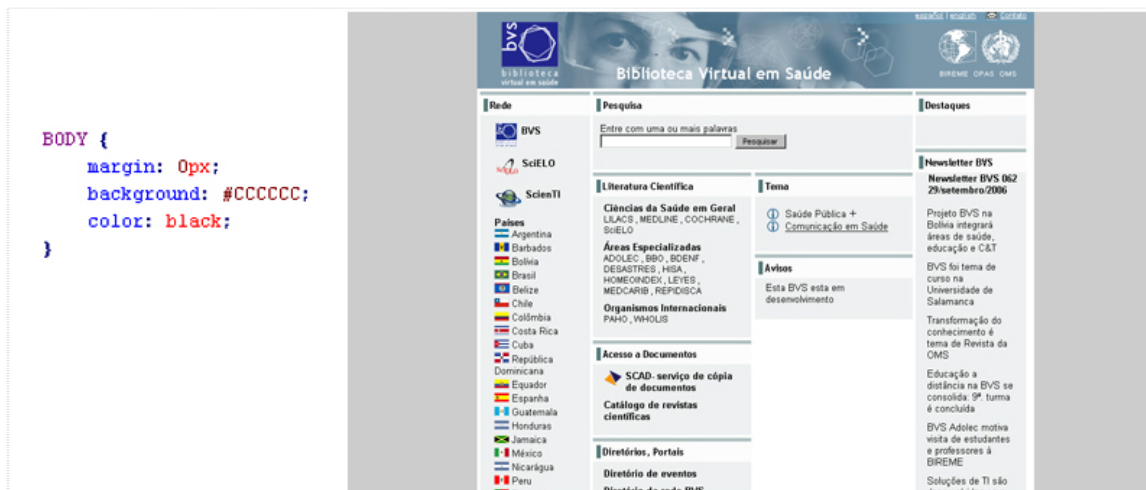 BODY {
margin: 0px;
background: #CCCCCC;
color: black;
}
español | english Contato
bvs
biblioteca
virtual em saúde
Biblioteca Virtual em Saúde
BIREME OPAS OMS
Rede
BVS
SciELO
ScienTI
Países
Argentina
Barbados
Bolívia
Brasil
Belize
Chile
Colômbia
Costa Rica
Cuba
República
Dominicana
Equador
Espanha
Guatemala
Honduras
Jamaica
México
Nicarágua
Peru
Pesquisa
Entre com uma ou mais palavras
Pesquisar
Literatura Científica
Ciências da Saúde em Geral
LILACS , MEDLINE , COCHRANE ,
SciELO
Áreas Especializadas
ADOLEC , BBO , BDENF ,
DESASTRES , HISA ,
HOMEOINDEX , LEYES ,
MEDCARIB , REPIDISCA
Organismos Internacionais
PAHO , WHOLIS
Acesso a Documentos
SCAD- serviço de cópia
de documentos
Catálogo de revistas
científicas
Diretórios, Portais
Diretório de eventos
Diretório da rede BVS
Tema
Saúde Pública +
Comunicação em Saúde
Avisos
Esta BVS esta em
desenvolvimento
Destaques
Newsletter BVS
Newsletter BVS 062
29/setembro/2006
Projeto BVS na
Bolívia integrará
áreas de saúde,
educação e C&T
BVS foi tema de
curso na
Universidade de
Salamanca
Transformação do
conhecimento é
tema de Revista da
OMS
Educação a
distância na BVS se
consolida: 9ª. turma
é concluída
BVS Adolec motiva
visita de estudantes
e professores à
BIREME
Soluções de TI são